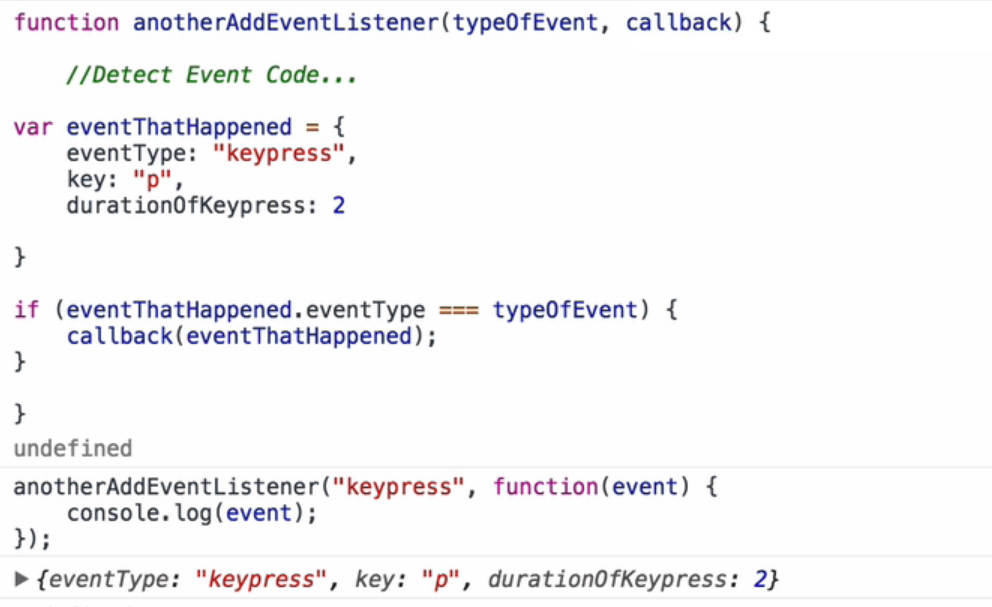 function anotherAddEventListener(typeOfEvent, callback) {
//Detect Event Code...
var eventThatHappened = {
eventType: "keypress",
key: "p",
durationOfKeypress: 2
}
if (eventThatHappened.eventType === typeOfEvent) {
callback(eventThatHappened);
}
}
undefined
anotherAddEventListener("keypress", function(event) {
console.log(event);
});
▶ {eventType: "keypress", key: "p", durationOfKeypress: 2}